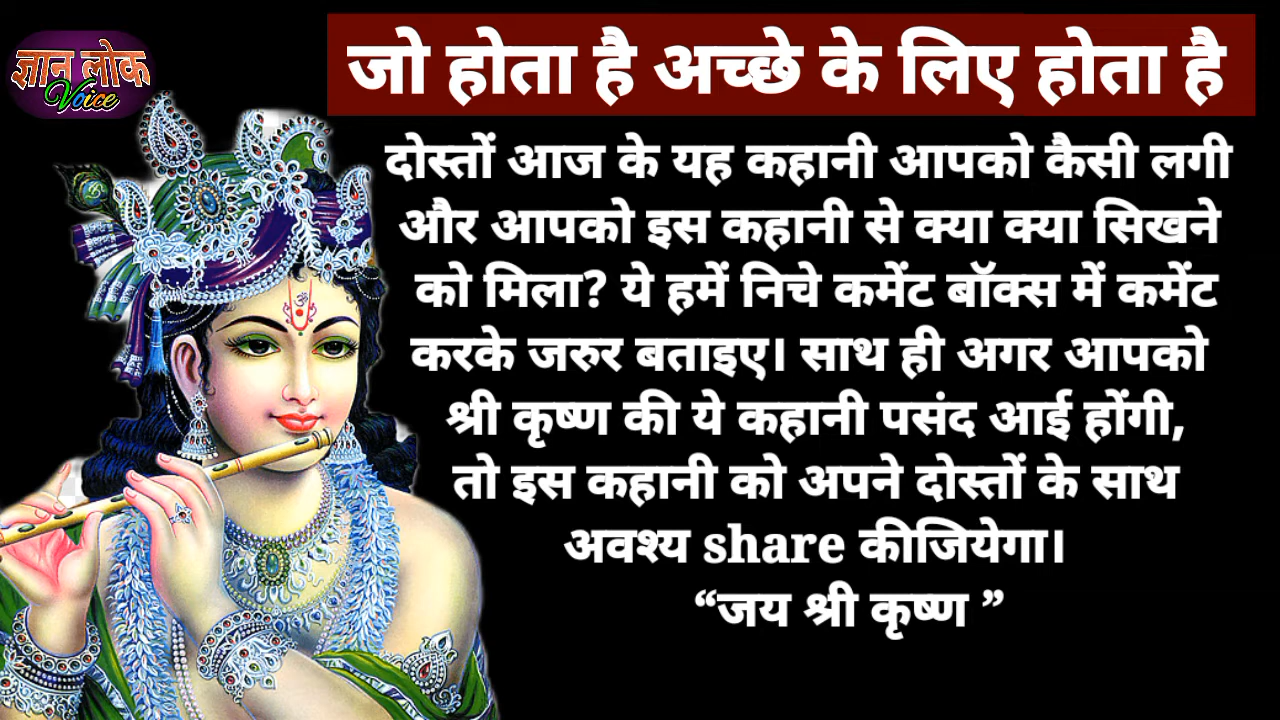 ज्ञान लोक
Voice
जो होता है अच्छे के लिए होता है
दोस्तों आज के यह कहानी आपको कैसी लगी
और आपको इस कहानी से क्या क्या सिखने
को मिला? ये हमें निचे कमेंट बॉक्स में कमेंट
करके जरुर बताइए। साथ ही अगर आपको
श्री कृष्ण की ये कहानी पसंद आई होंगी,
तो इस कहानी को अपने दोस्तों के साथ
अवश्य share कीजियेगा।
“जय श्री कृष्ण ”